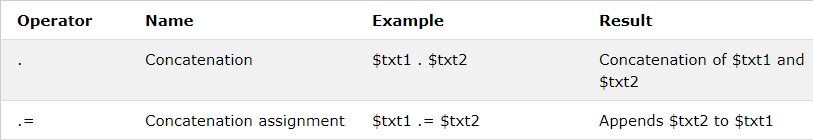 Operator Name Example Result
. Concatenation $txt1 . $txt2 Concatenation of $txt1 and
$txt2
.= Concatenation assignment $txt1 .= $txt2 Appends $txt2 to $txt1